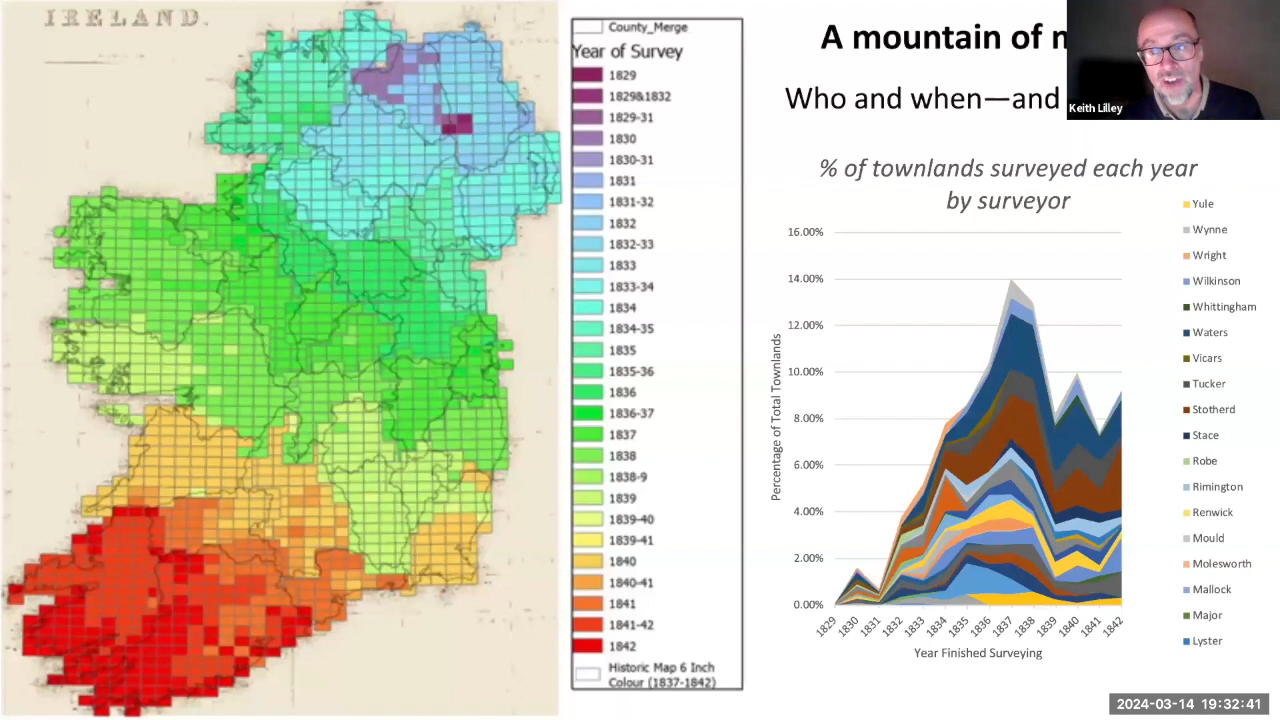 IRELAND.
County_Merge
Year of Survey
1829
1829&1832
1829-31
1830
1830-31
1831
1831-32
1832
1832-33
1833
1833-34
1834
1834-35
1835
1835-36
1836
1836-37
1837
1838
1838-9
1839
1839-40
1839-41
1840
1840-41
1841
1841-42
1842
Historic Map 6 Inch
Colour (1837-1842)
A mountain of
Who and when—and
Keith Lilley
% of townlands surveyed each year
by surveyor
16.00%
14.00%
12.00%
10.00%
8.00%
6.00%
4.00%
2.00%
0.00%
Percentage of Total Townlands
1829
1830
1831
1832
1833
1834
1835
1836
1837
1838
1839
1840
1841
1842
Year Finished Surveying
Yule
Wynne
Wright
Wilkinson
Whittingham
Waters
Vicars
Tucker
Stotherd
Stace
Robe
Rimington
Renwick
Mould
Molesworth
Mallock
Major
Lyster
2024-03-14 19:32:41